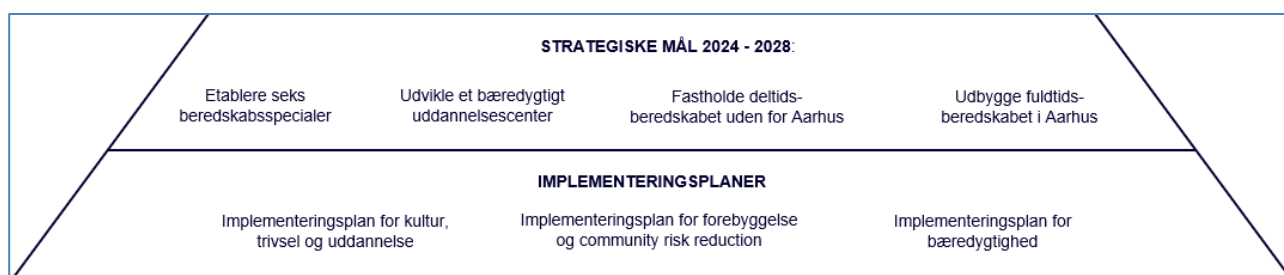 STRATEGISKE MÅL 2024 - 2028:
Etablere seks
beredskabsspecialer
Udvikle et bæredygtigt
uddannelsescenter
Fastholde deltids-
beredskabet uden for Aarhus
Udbygge fuldtids-
beredskabet i Aarhus
IMPLEMENTERINGSPLANER
Implementeringsplan for kultur,
trivsel og uddannelse
Implementeringsplan for forebyggelse
og community risk reduction
Implementeringsplan for
bæredygtighed